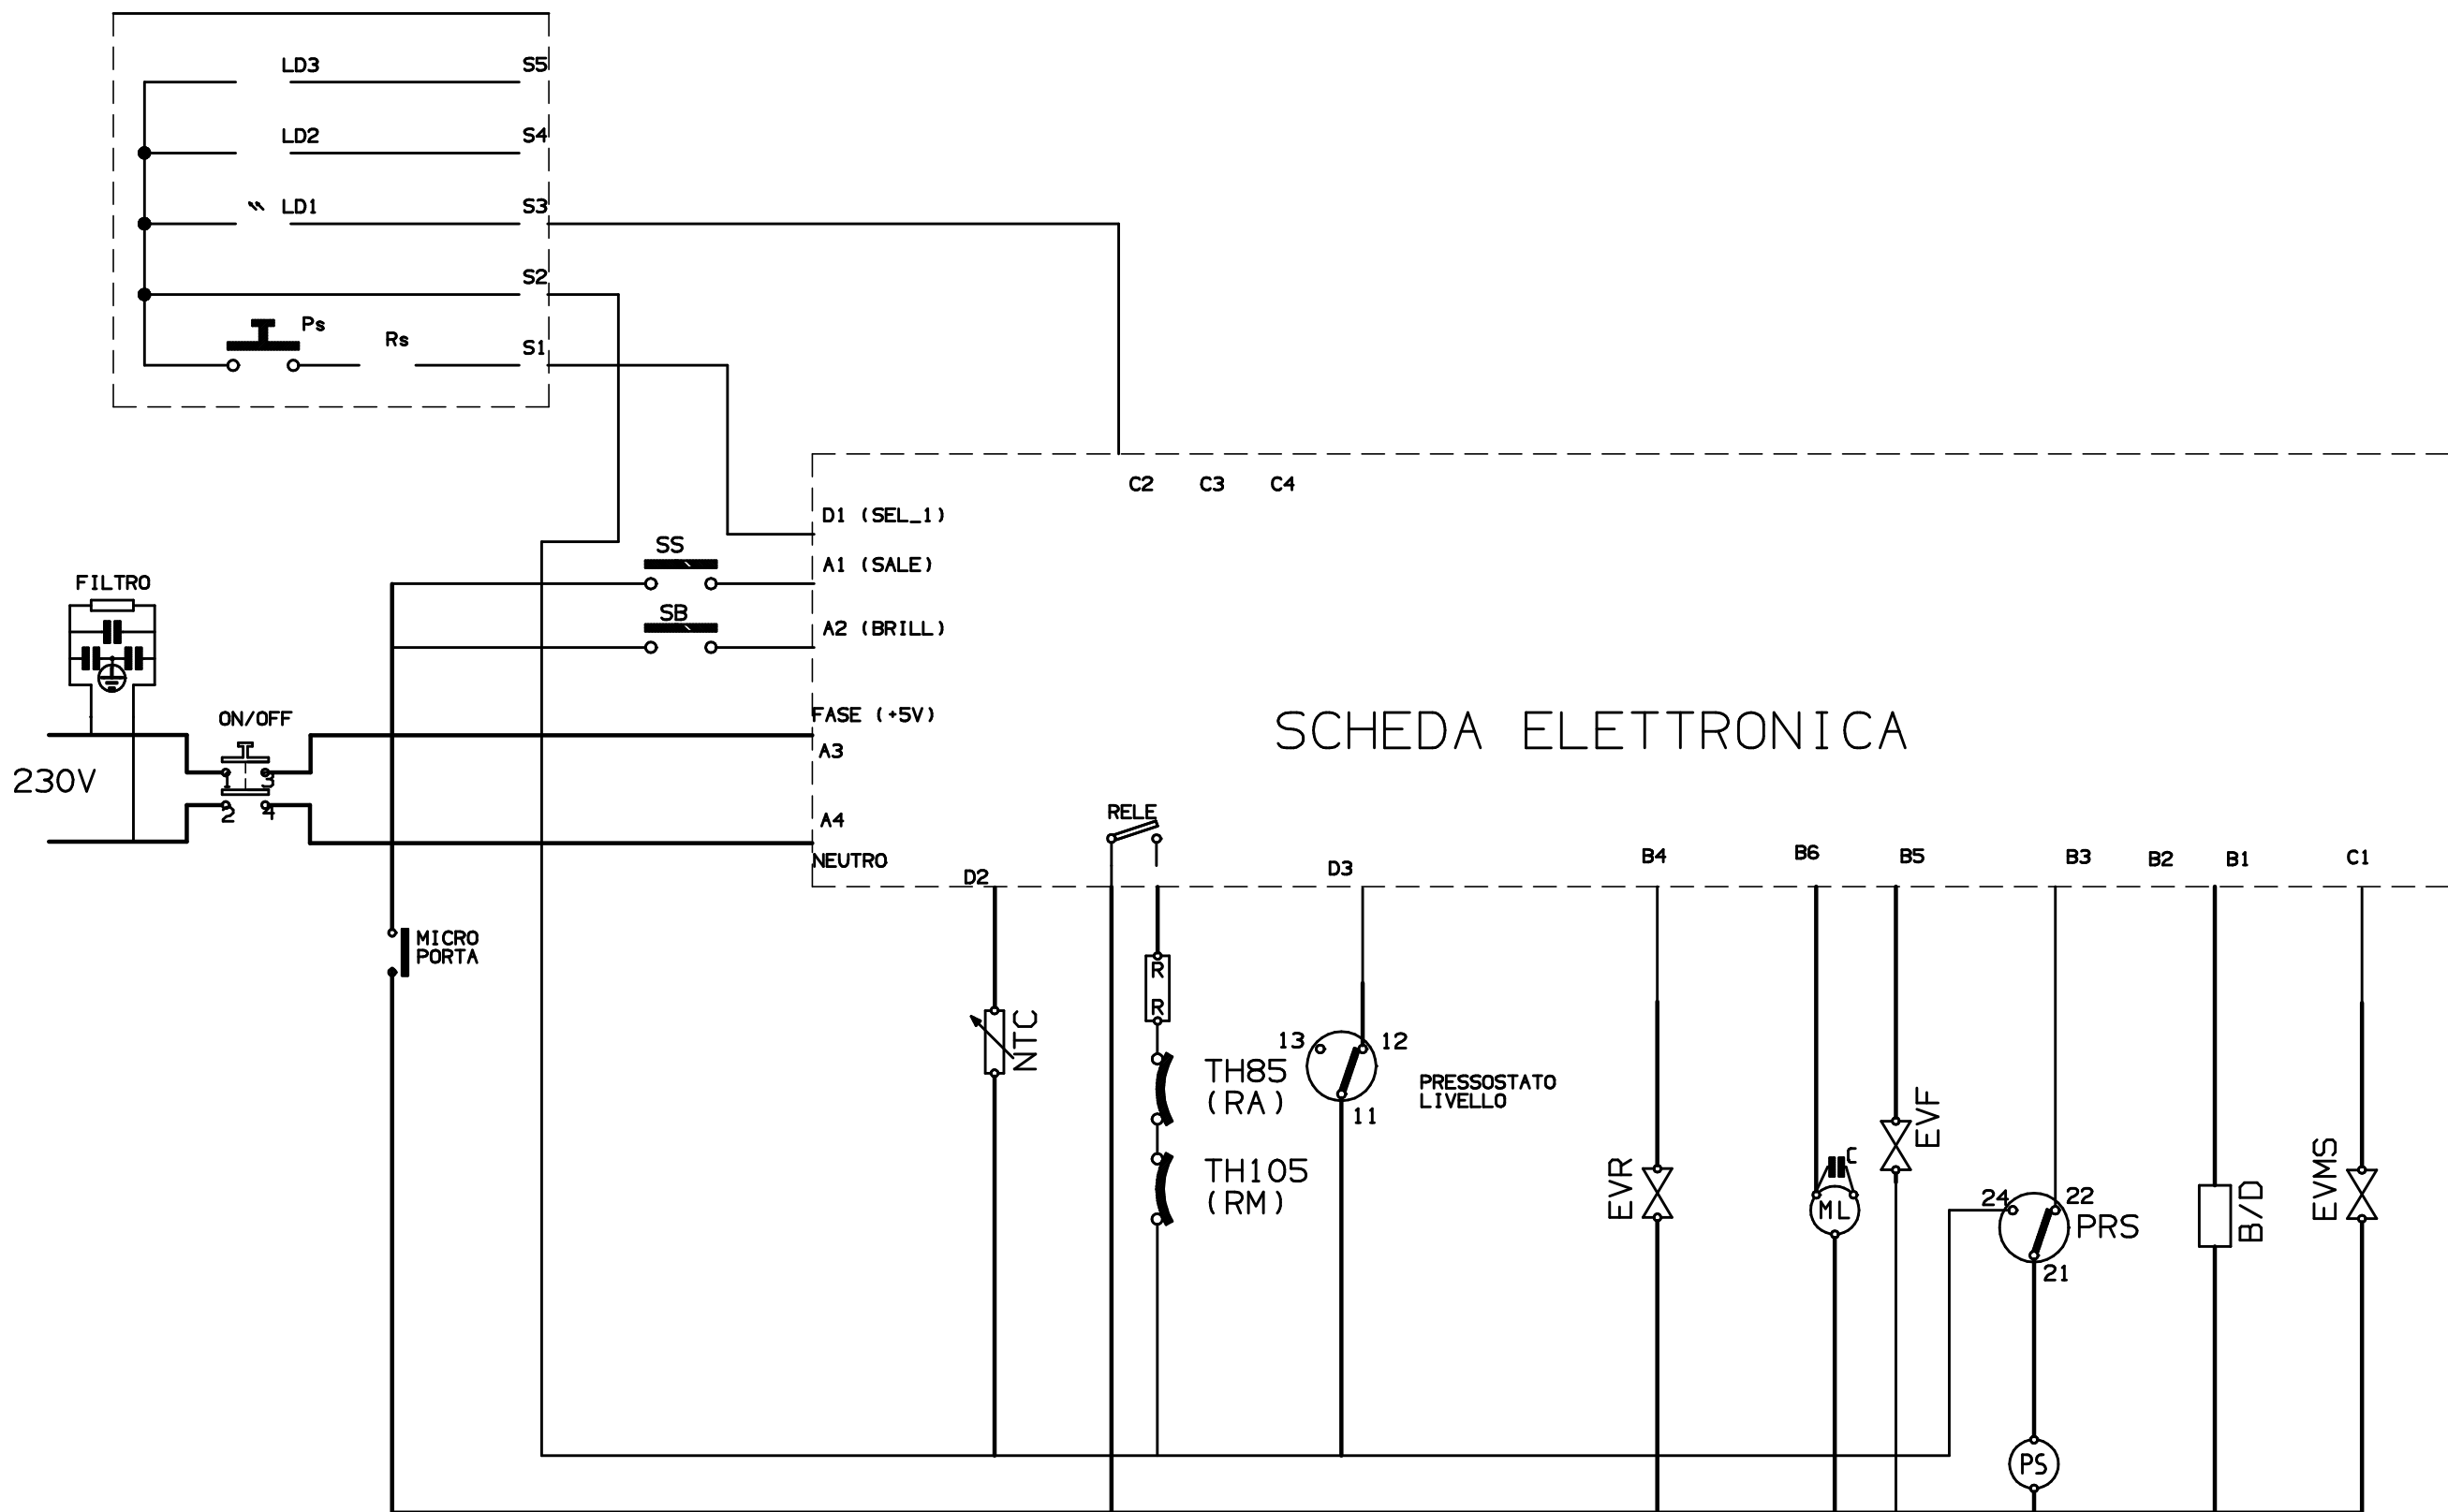 LD3 S5
LD2 S4
LD1 S3
S2
Ps
Rs
S1
C2 C3 C4
D1 (SEL_1)
SS
A1 (SALE)
FILTRO
SB
A2 (BRILL)
ON/OFF
FASE (+5V)
SCHEDA ELETTRONICA
A3
230V
1 3
2 4
A4
RELE
NEUTRO
D2
D3
B4
B6
B5
B3
B2
B1
C1
MICRO
PORTA
R
R
NTC
13 12
11
PRESSOSTATO
LIVELLO
TH85
(RA)
TH105
(RM)
EVR
C
ML
EVF
24 22
PRS
21
B/D
EVMS
PS